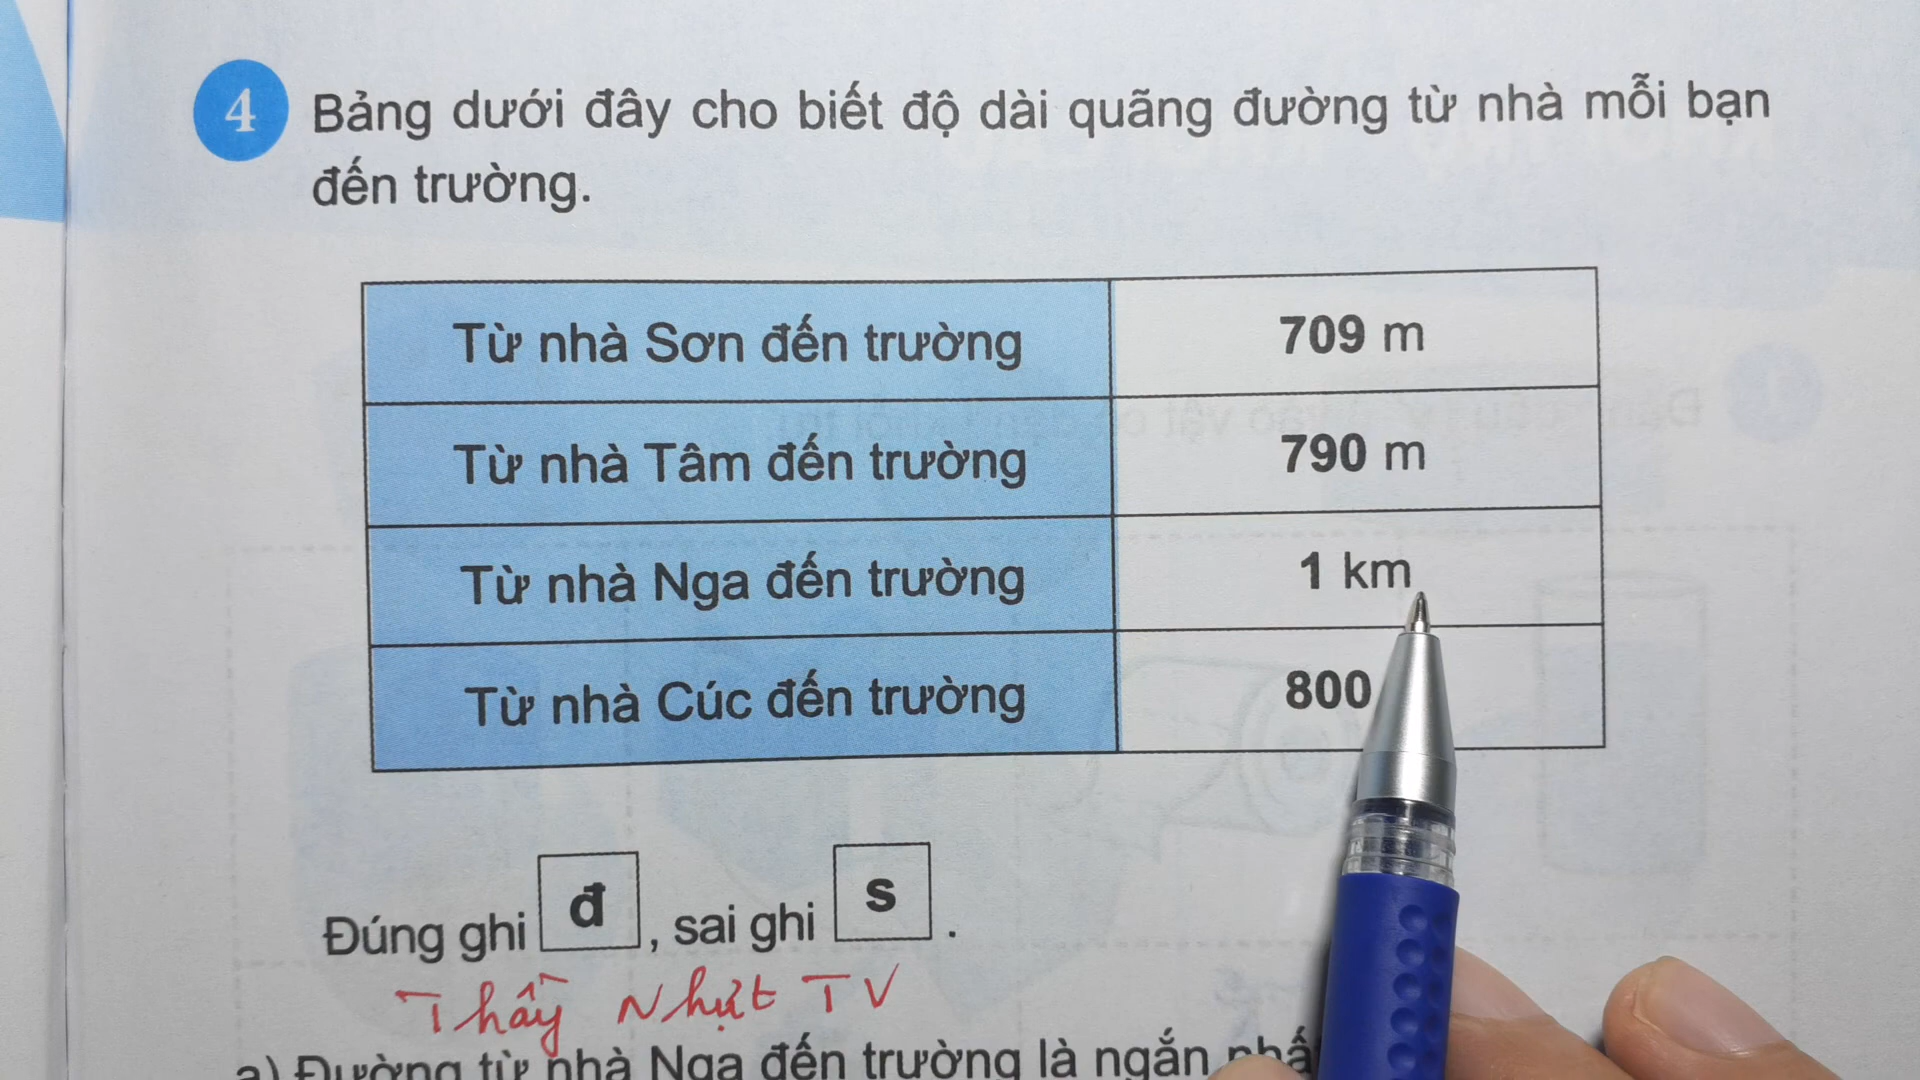 4 Bảng dưới đây cho biết độ dài quãng đường từ nhà mỗi bạn
đến trường.
Từ nhà Sơn đến trường 709 m
Từ nhà Tâm đến trường 790 m
Từ nhà Nga đến trường 1 km
Từ nhà Cúc đến trường 800
Đúng ghi đ , sai ghi s .
Thầy Nhựt TV
a) Đường từ nhà Nga đến trường là ngắn